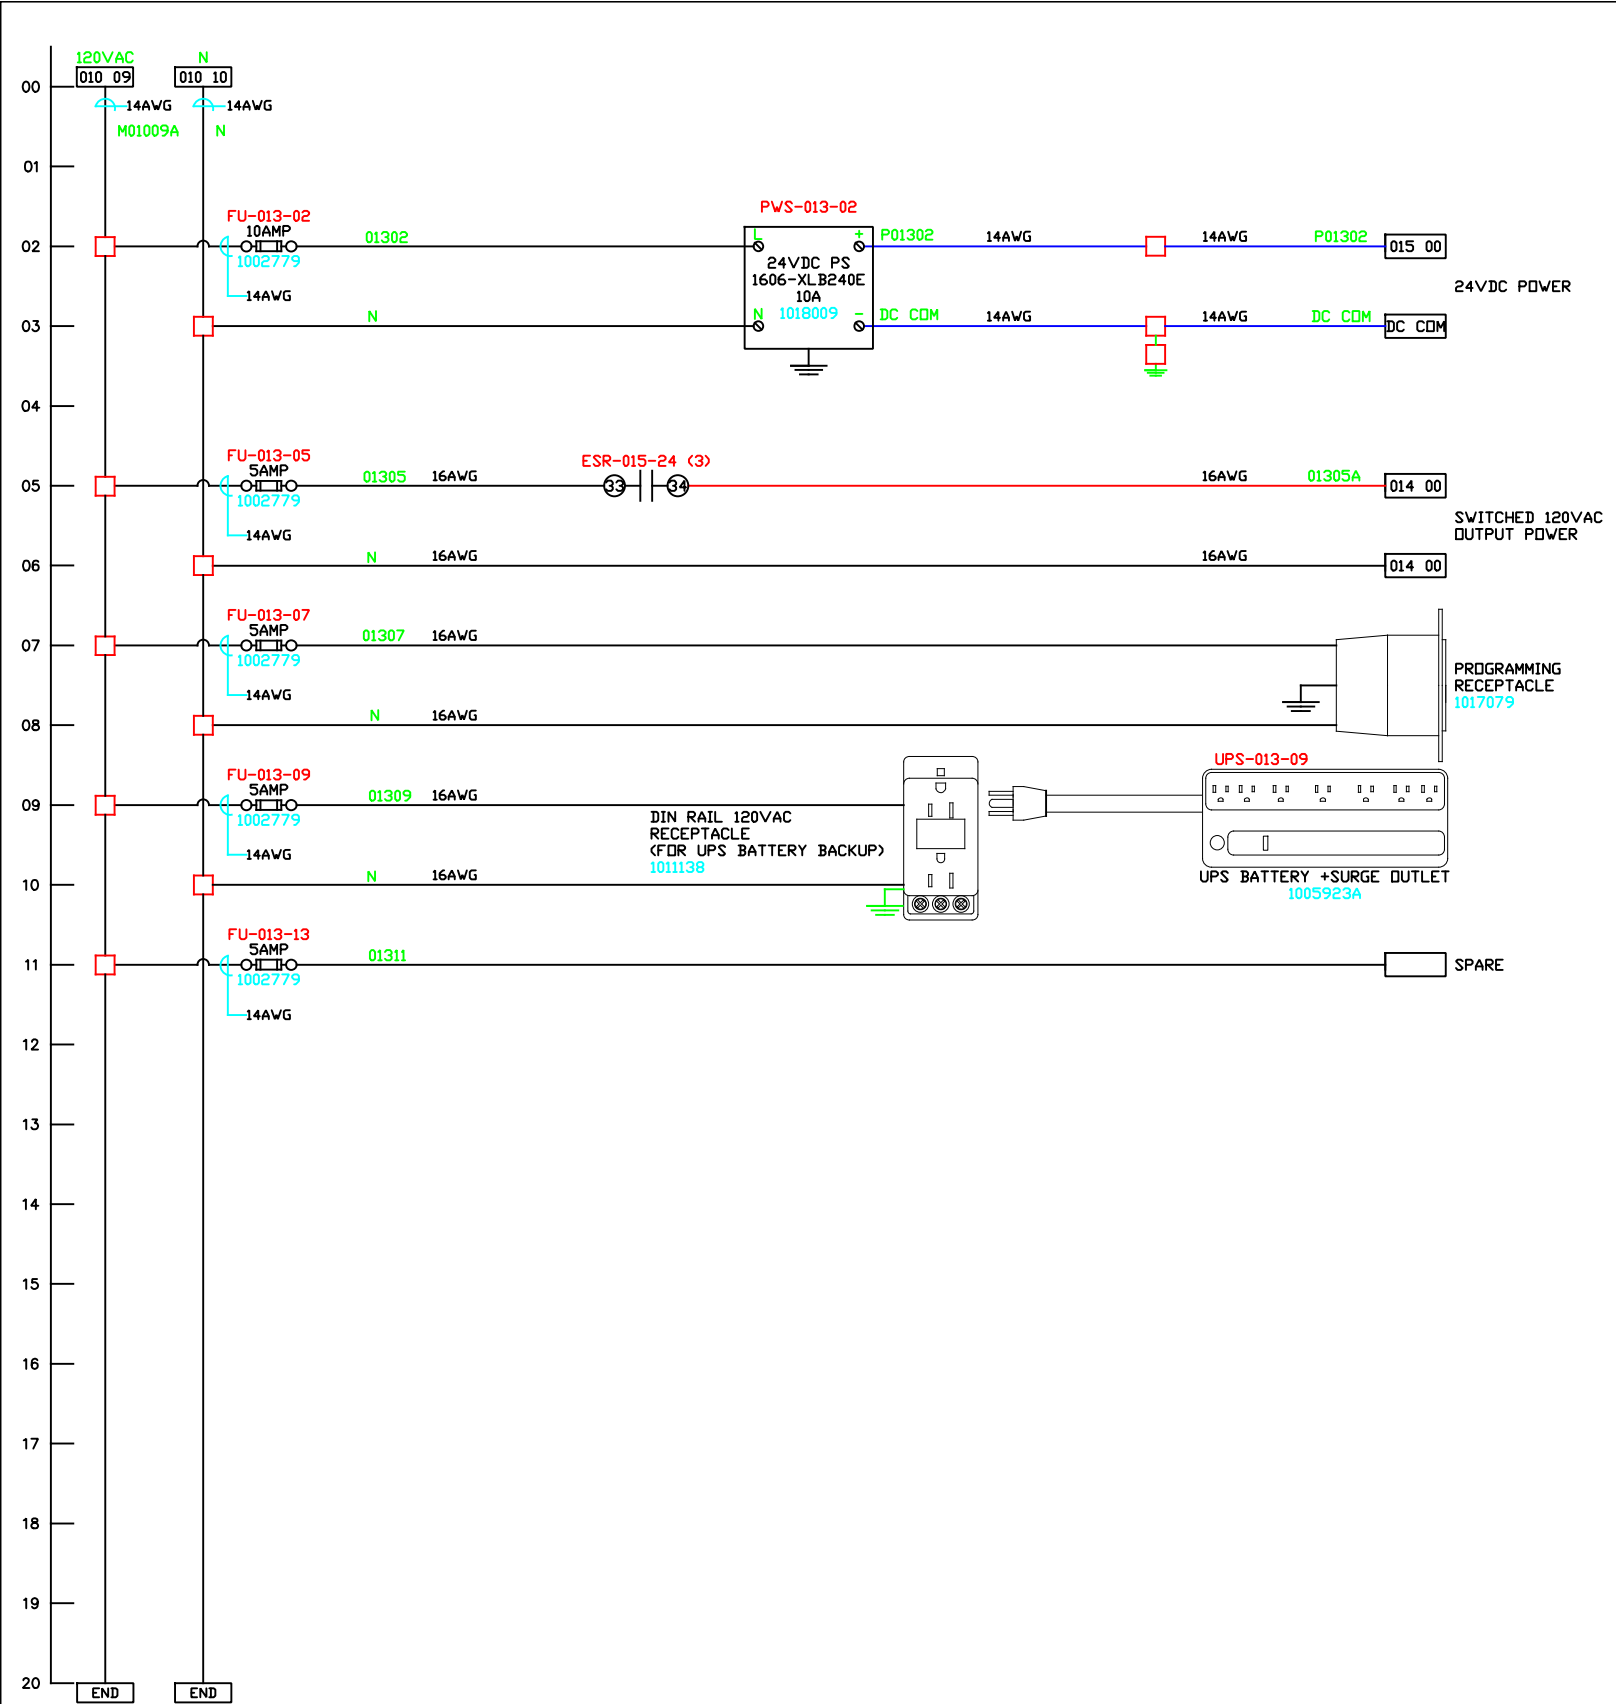 120VAC N
010 09 010 10
00
14AWG 14AWG
M01009A N
01
PWS-013-02
FU-013-02
10AMP
02 01302 L + P01302 14AWG 14AWG P01302 015 00
1002779
24VDC PS
1606-XLB240E
10A
1018009
24VDC POWER
14AWG
03 N N - DC COM 14AWG 14AWG DC COM DC COM
04
FU-013-05
5AMP
ESR-015-24 (3)
05 01305 16AWG 33 34 16AWG 01305A 014 00
1002779
SWITCHED 120VAC
OUTPUT POWER
14AWG
06 N 16AWG 16AWG 014 00
FU-013-07
5AMP
07 01307 16AWG
1002779
PROGRAMMING
RECEPTACLE
1017079
14AWG
08 N 16AWG
UPS-013-09
FU-013-09
5AMP
09 01309 16AWG
1002779
DIN RAIL 120VAC
RECEPTACLE
(FOR UPS BATTERY BACKUP)
1011138
14AWG
10 N 16AWG
UPS BATTERY +SURGE OUTLET
1005923A
FU-013-13
5AMP
11 01311 SPARE
1002779
14AWG
12
13
14
15
16
17
18
19
20
END END